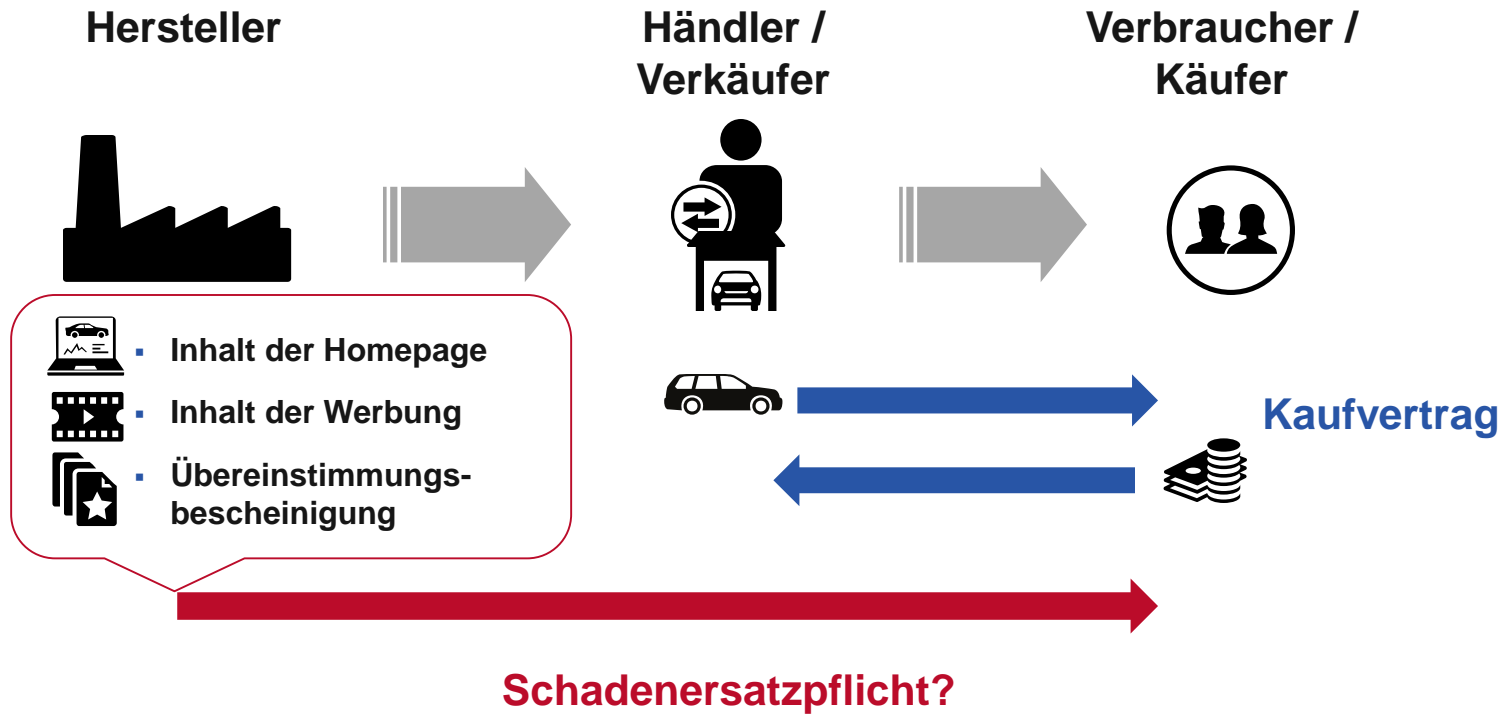 Hersteller
Händler /
Verkäufer
Verbraucher /
Käufer
▪ Inhalt der Homepage
▪ Inhalt der Werbung
▪ Übereinstimmungs-
bescheinigung
Kaufvertrag
Schadenersatzpflicht?